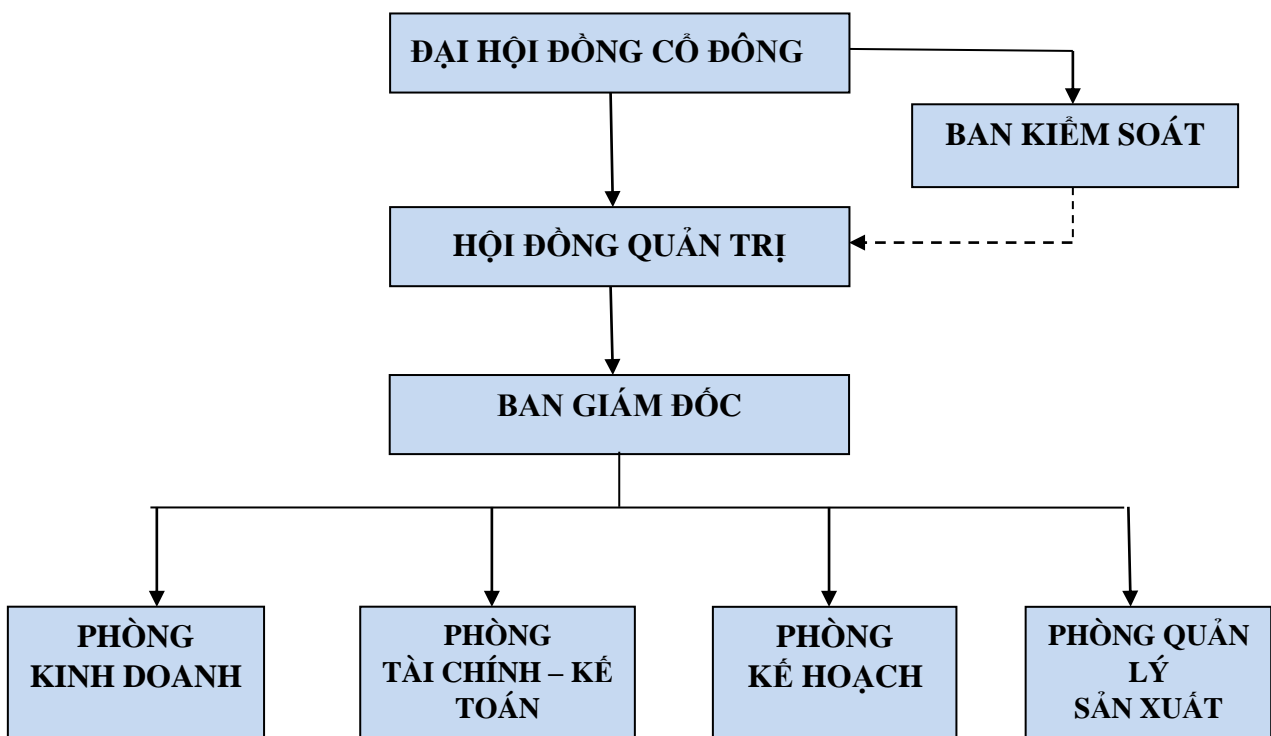 ĐẠI HỘI ĐỒNG CỔ ĐÔNG
BAN KIỂM SOÁT
HỘI ĐỒNG QUẢN TRỊ
BAN GIÁM ĐỐC
PHÒNG
KINH DOANH
PHÒNG
TÀI CHÍNH – KẾ
TOÁN
PHÒNG
KẾ HOẠCH
PHÒNG QUẢN
LÝ
SẢN XUẤT